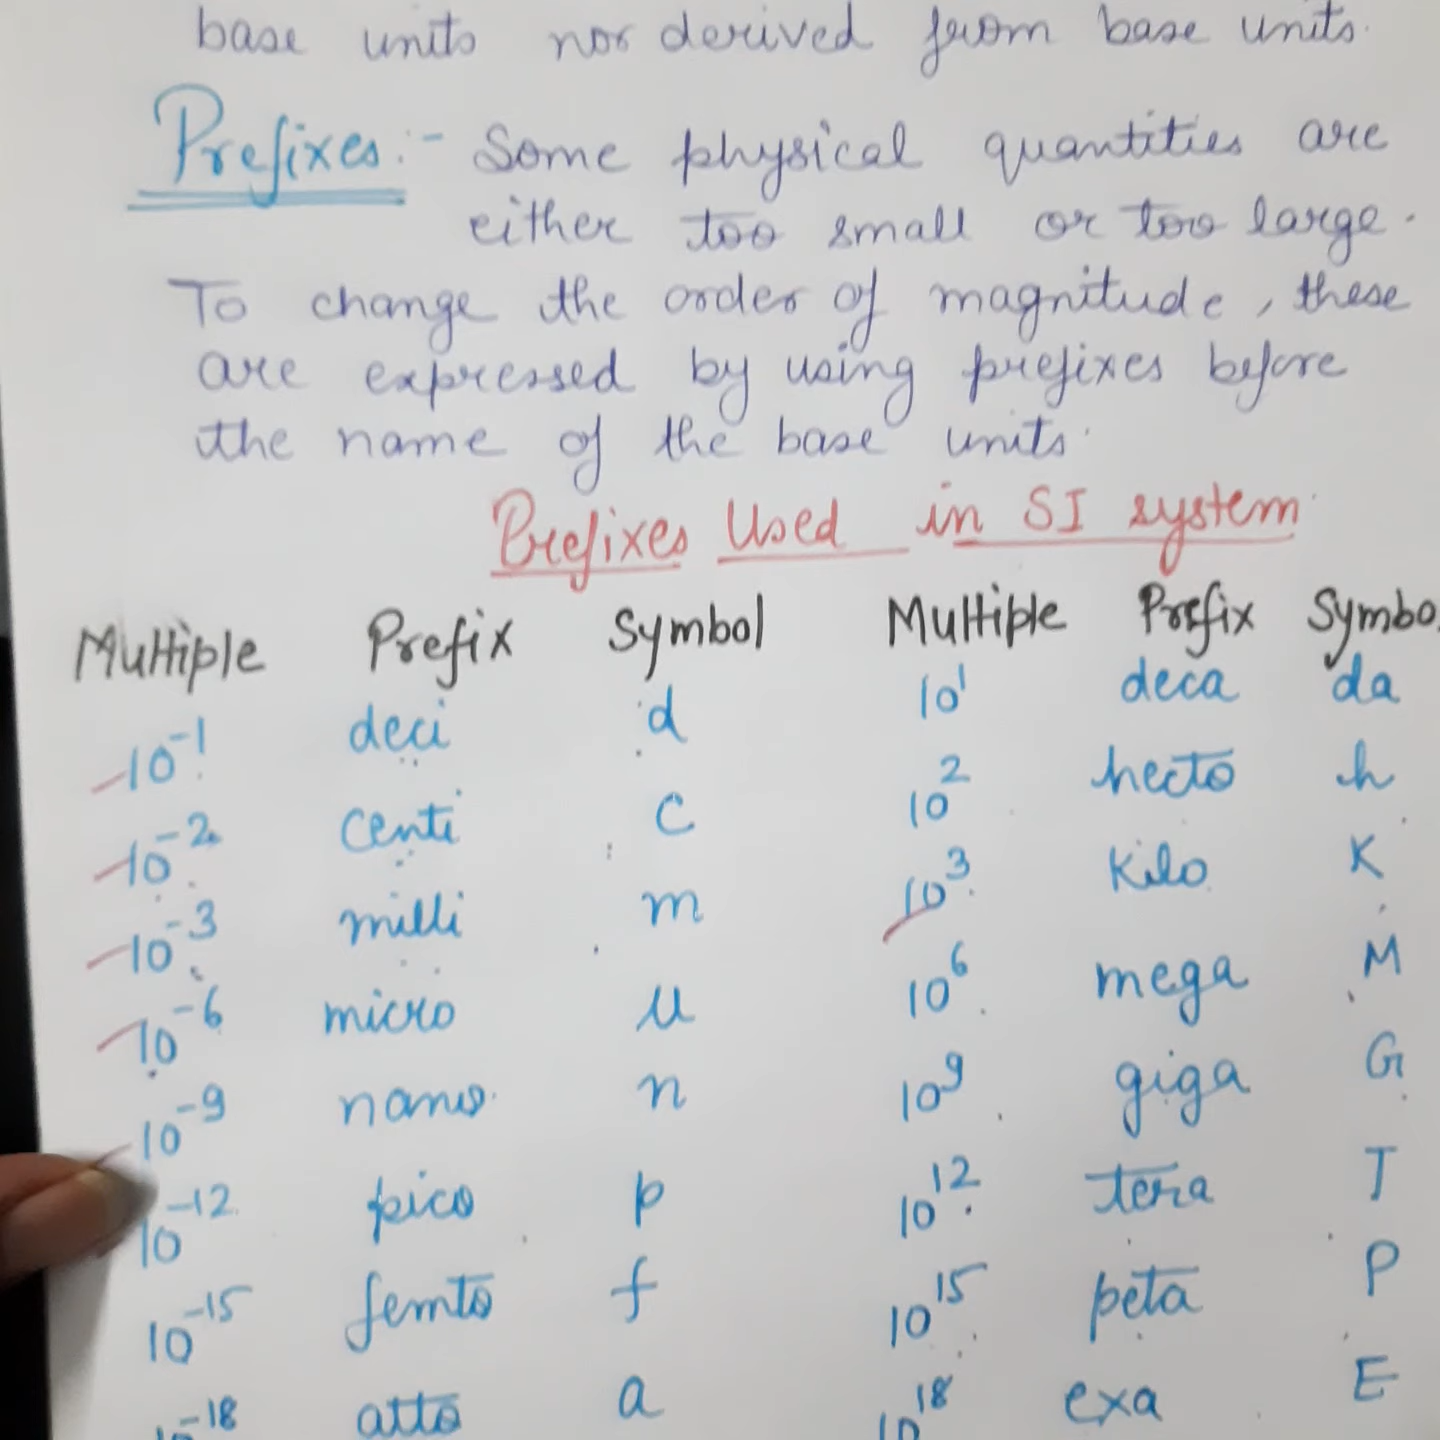 base units nor derived from base units.
Prefixes:- Some physical quantities are
either too small or too large.
To change the order of magnitude, these
are expressed by using prefixes before
the name of the base units.
Prefixes Used in SI system
Multiple Prefix Symbol Multiple Prefix Symbo
10⁻¹ deci d 10¹ deca da
10⁻² centi c 10² hecto h
10⁻³ milli m 10³ Kilo K
10⁻⁶ micro μ 10⁶ mega M
10⁻⁹ nano n 10⁹ giga G
10⁻¹² pico p 10¹² tera T
10⁻¹⁵ femto f 10¹⁵ peta P
10⁻¹⁸ atto a 10¹⁸ exa E